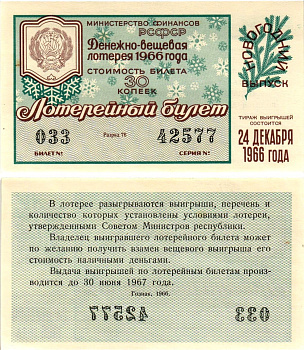 МИНИСТЕРСТВО ФИНАНСОВ
РСФСР
Денежно-вещевая
лотерея 1966 года
СТОИМОСТЬ БИЛЕТА
30
КОПЕЕК
НОВОГОДНИЙ
ВЫПУСК
Лотерейный билет
033
Разряд 76
42577
БИЛЕТ №
СЕРИЯ №
ТИРАЖ ВЫИГРЫШЕЙ
СОСТОИТСЯ
24 ДЕКАБРЯ
1966 ГОДА
В лотерее разыгрываются выигрыши, перечень и
количество которых установлены условиями лотереи,
утвержденными Советом Министров республики.
Владелец выигравшего лотерейного билета может
по желанию получить взамен вещевого выигрыша его
стоимость наличными деньгами.
Выдача выигрышей по лотерейным билетам произ-
водится до 30 июня 1967 года.
Гознак. 1966.
42577
033